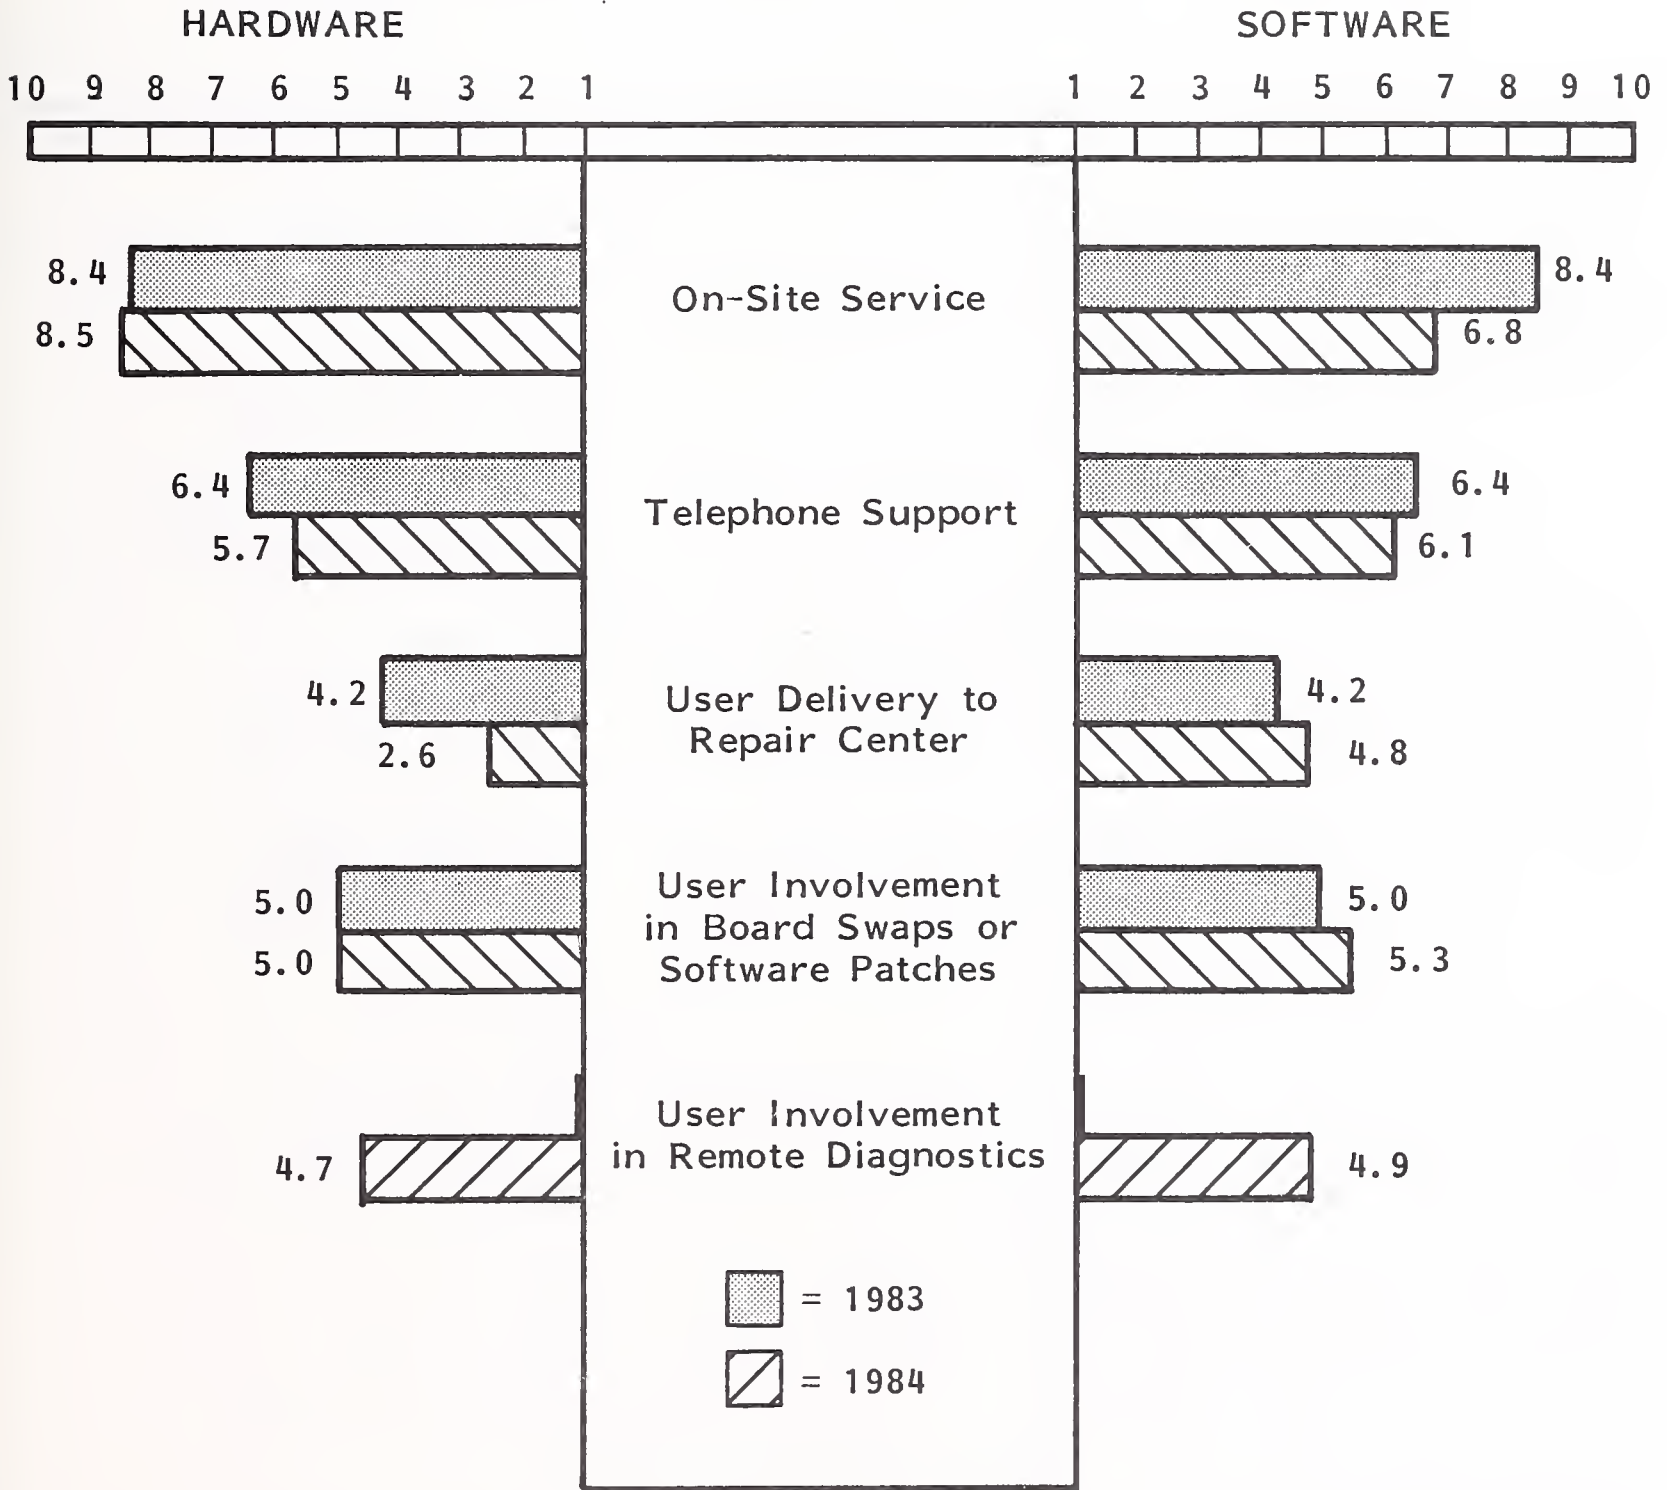 HARDWARE SOFTWARE
10 9 8 7 6 5 4 3 2 1 1 2 3 4 5 6 7 8 9 10
8.4 8.4
On-Site Service
8.5 6.8
6.4 6.4
Telephone Support
5.7 6.1
4.2 User Delivery to 4.2
2.6 Repair Center 4.8
User Involvement
5.0 5.0
in Board Swaps or
5.0 Software Patches 5.3
User Involvement
4.7 in Remote Diagnostics 4.9
= 1983
= 1984